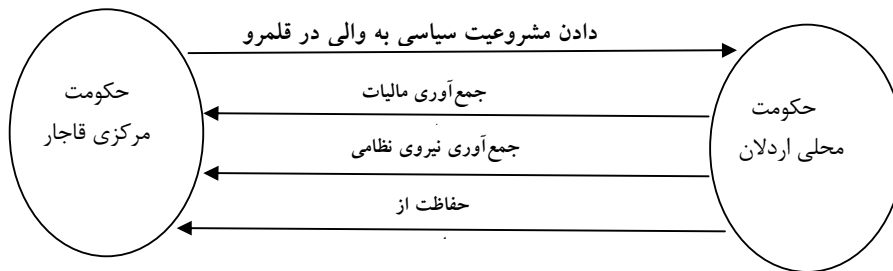 دادن مشروعیت سیاسی به والی در قلمرو
حکومت
مرکزی قاجار
جمع‌آوری مالیات
جمع‌آوری نیروی نظامی
حفاظت از
حکومت
محلی اردلان